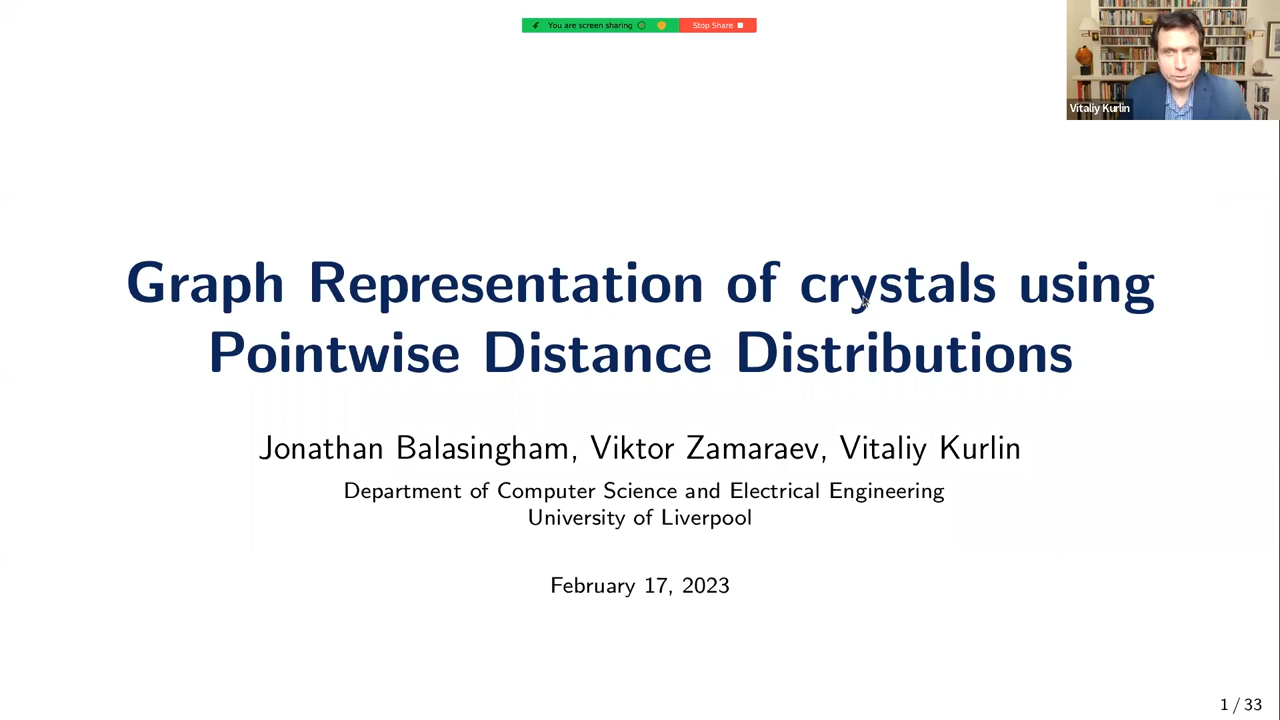 You are screen sharing
Stop Share
Vitaliy Kurlin
Graph Representation of crystals using
Pointwise Distance Distributions
Jonathan Balasingham, Viktor Zamaraev, Vitaliy Kurlin
Department of Computer Science and Electrical Engineering
University of Liverpool
February 17, 2023
1 / 33